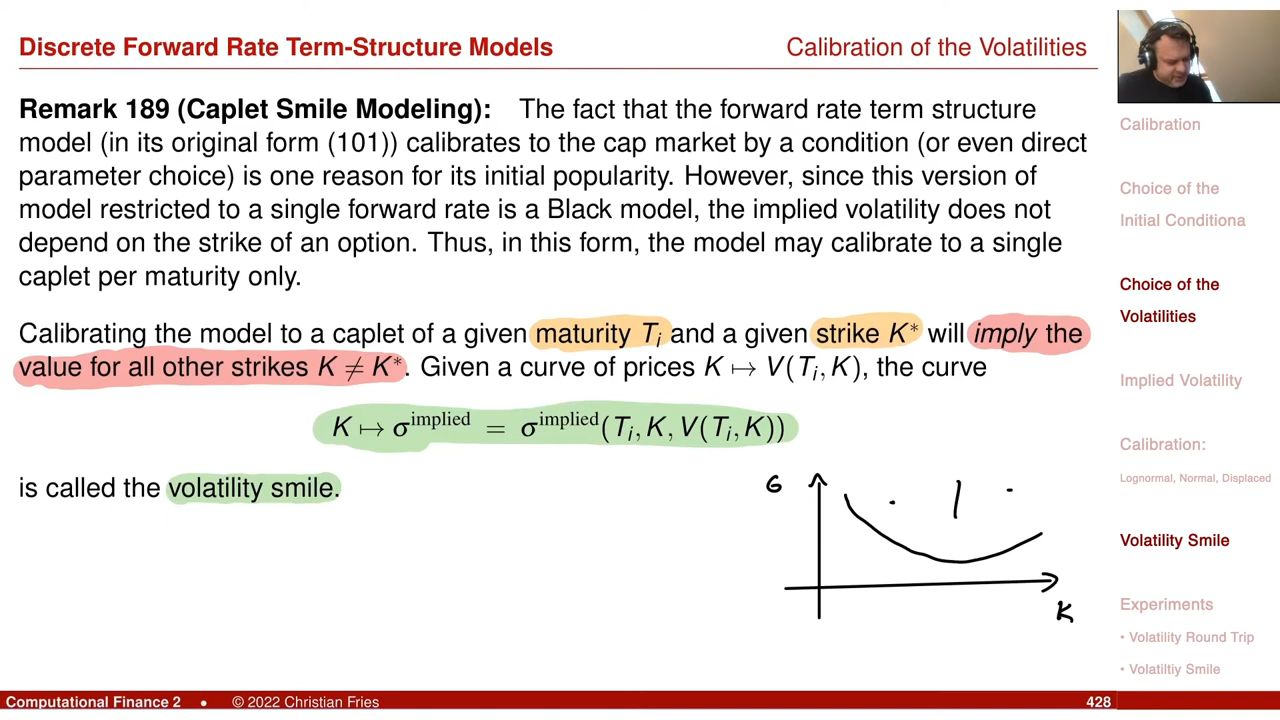 Discrete Forward Rate Term-Structure Models
Calibration of the Volatilities
Remark 189 (Caplet Smile Modeling): The fact that the forward rate term structure
model (in its original form (101)) calibrates to the cap market by a condition (or even direct
parameter choice) is one reason for its initial popularity. However, since this version of
model restricted to a single forward rate is a Black model, the implied volatility does not
depend on the strike of an option. Thus, in this form, the model may calibrate to a single
caplet per maturity only.
Calibrating the model to a caplet of a given maturity Tᵢ and a given strike K* will imply the
value for all other strikes K ≠ K*. Given a curve of prices K ↦ V(Tᵢ, K), the curve
K ↦ σ^implied = σ^implied(Tᵢ, K, V(Tᵢ, K))
is called the volatility smile.
σ
K
Calibration
Choice of the
Initial Conditiona
Choice of the
Volatilities
Implied Volatility
Calibration:
Lognormal, Normal, Displaced
Volatility Smile
Experiments
• Volatility Round Trip
• Volatiltiy Smile
Computational Finance 2 • © 2022 Christian Fries
428